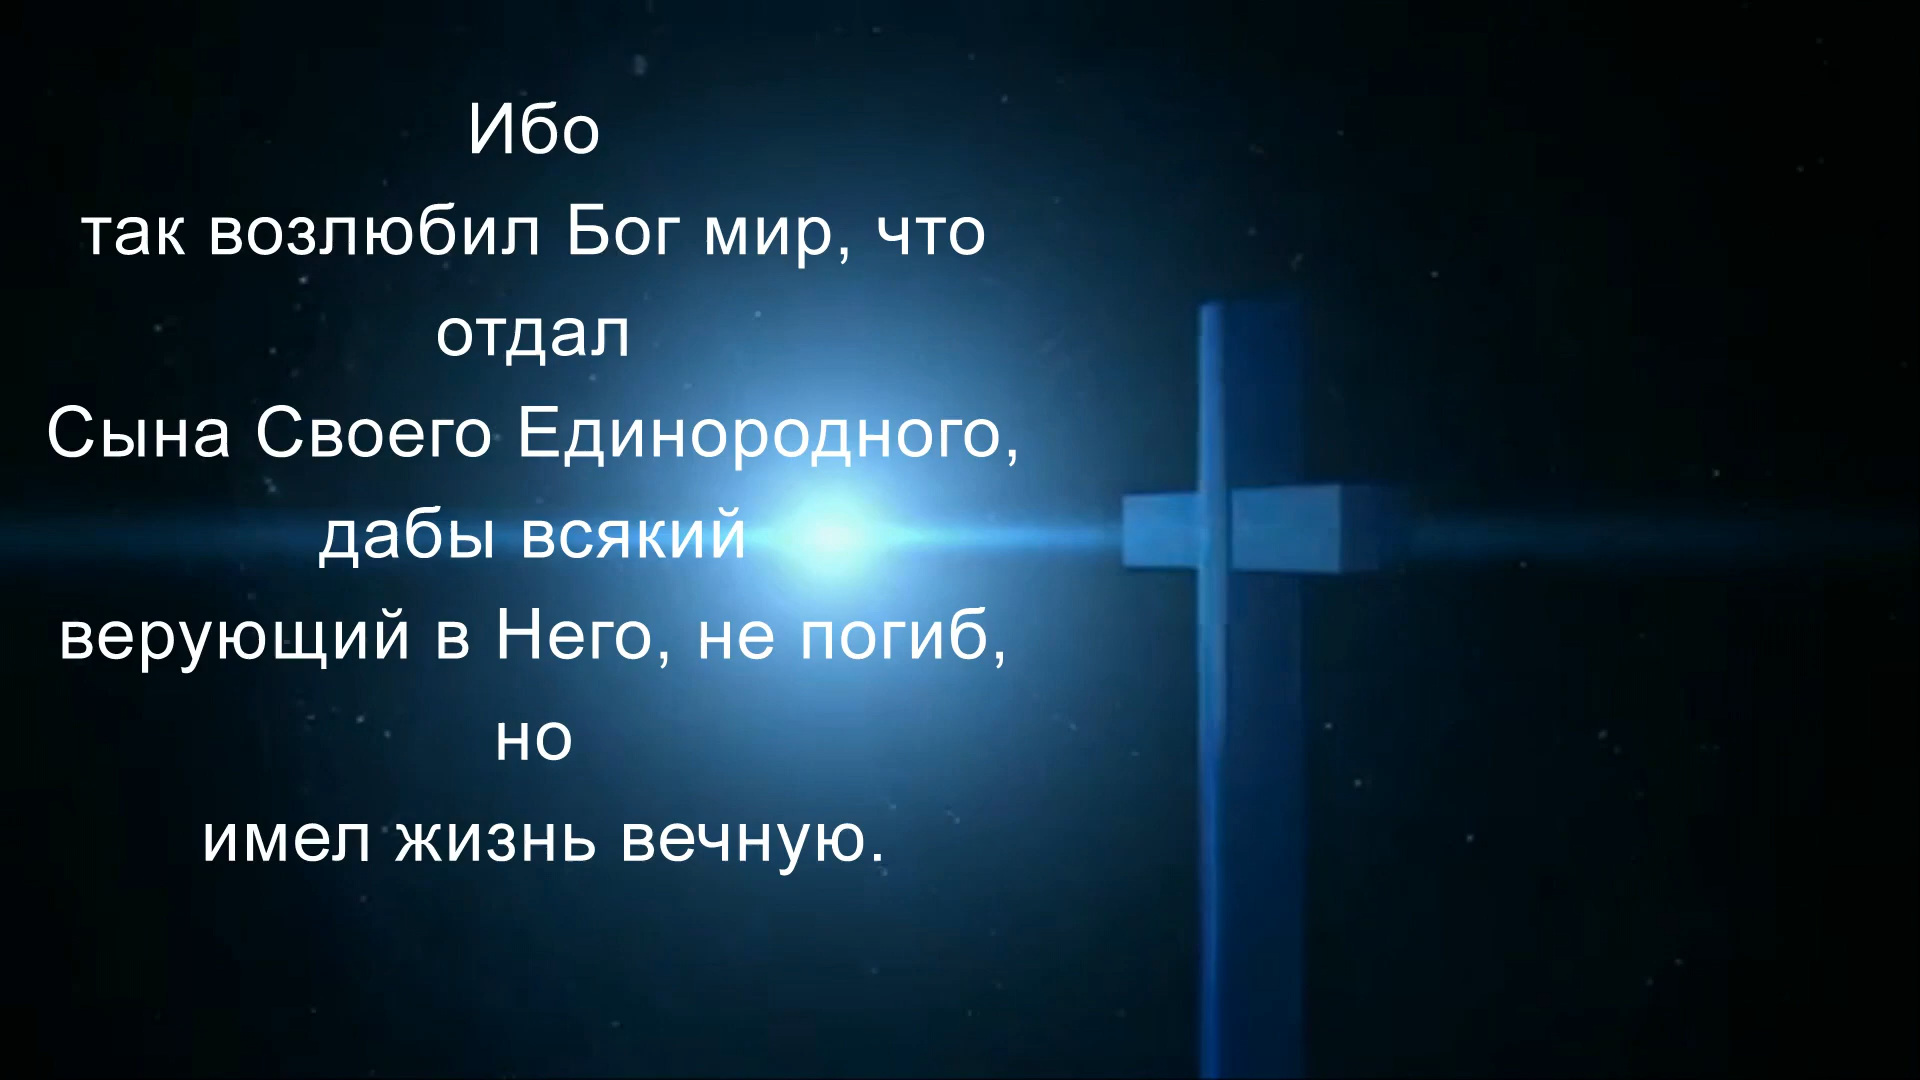 Ибо
так возлюбил Бог мир, что
отдал
Сына Своего Единородного,
дабы всякий
верующий в Него, не погиб,
но
имел жизнь вечную.